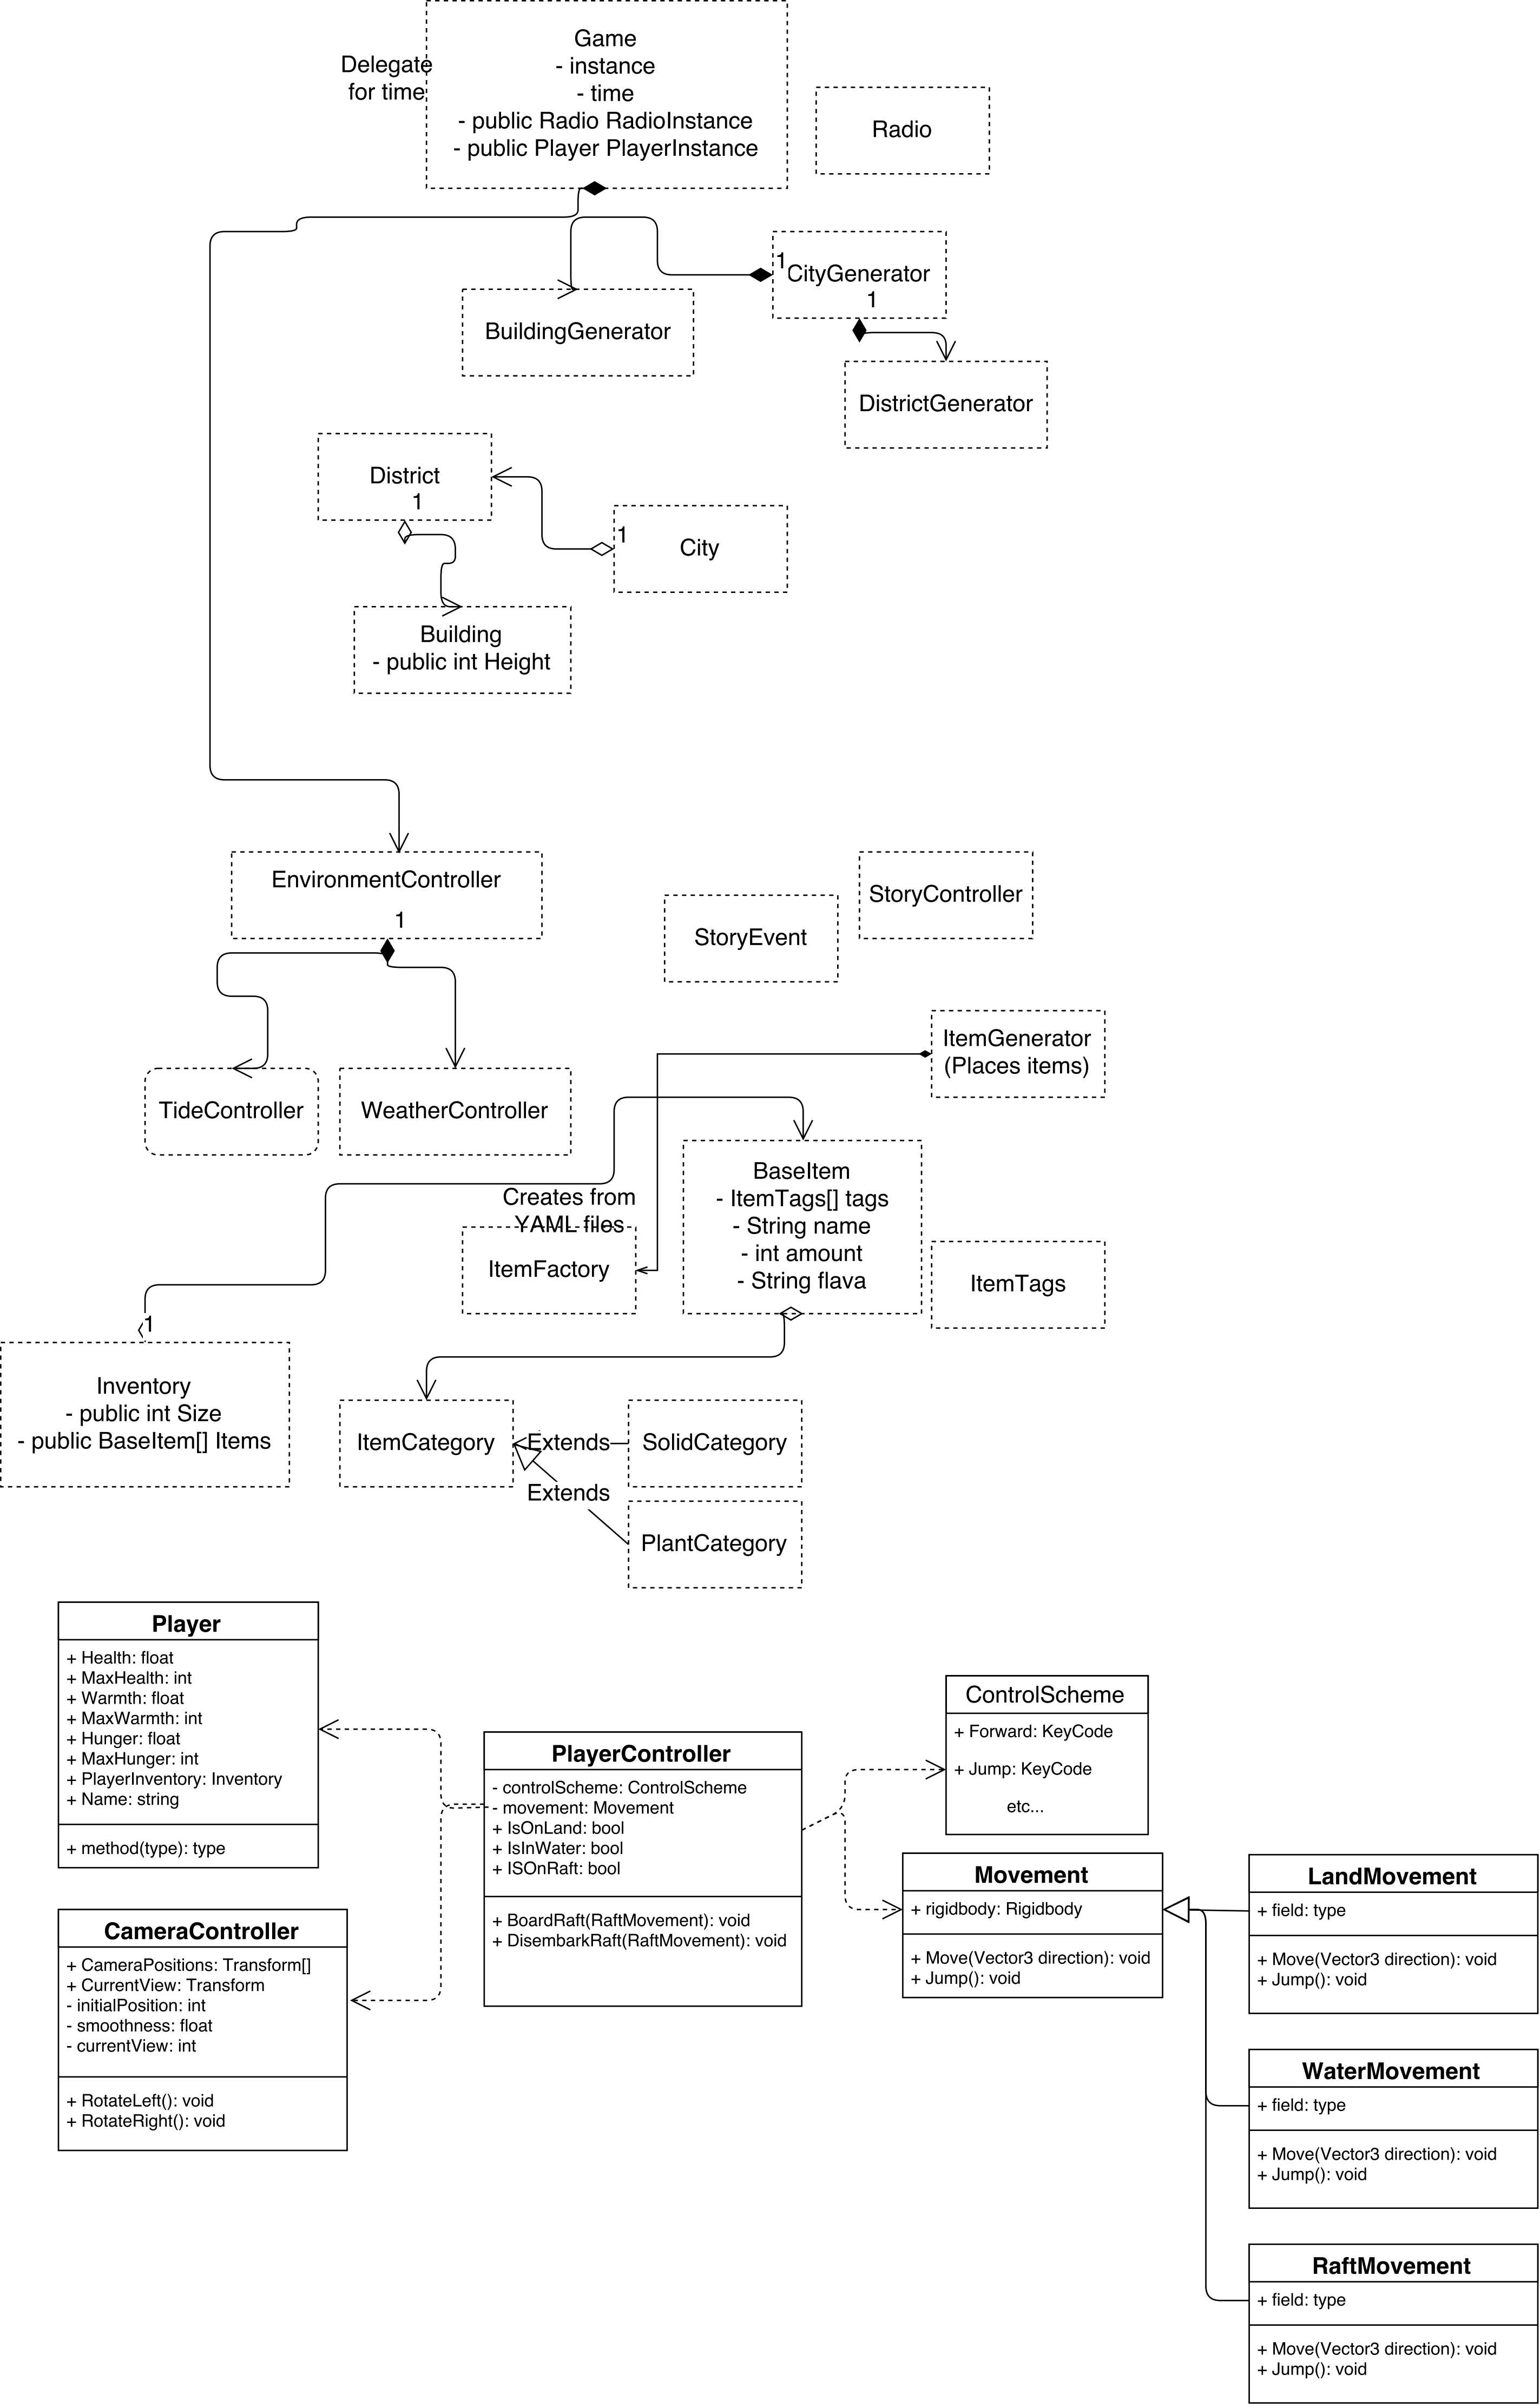 Game
- instance
- time
- public Radio RadioInstance
- public Player PlayerInstance
Delegate
for time
Radio
1
CityGenerator
1
BuildingGenerator
DistrictGenerator
District
1
1
City
Building
- public int Height
EnvironmentController
1
StoryController
StoryEvent
ItemGenerator
(Places items)
TideController
WeatherController
BaseItem
- ItemTags[] tags
- String name
- int amount
- String flava
Creates from
YAML files
ItemFactory
ItemTags
1
Inventory
- public int Size
- public BaseItem[] Items
ItemCategory
Extends
SolidCategory
Extends
PlantCategory
Player
+ Health: float
+ MaxHealth: int
+ Warmth: float
+ MaxWarmth: int
+ Hunger: float
+ MaxHunger: int
+ PlayerInventory: Inventory
+ Name: string
+ method(type): type
PlayerController
- controlScheme: ControlScheme
- movement: Movement
+ IsOnLand: bool
+ IsInWater: bool
+ ISOnRaft: bool
+ BoardRaft(RaftMovement): void
+ DisembarkRaft(RaftMovement): void
ControlScheme
+ Forward: KeyCode
+ Jump: KeyCode
etc...
CameraController
+ CameraPositions: Transform[]
+ CurrentView: Transform
- initialPosition: int
- smoothness: float
- currentView: int
+ RotateLeft(): void
+ RotateRight(): void
Movement
+ rigidbody: Rigidbody
+ Move(Vector3 direction): void
+ Jump(): void
LandMovement
+ field: type
+ Move(Vector3 direction): void
+ Jump(): void
WaterMovement
+ field: type
+ Move(Vector3 direction): void
+ Jump(): void
RaftMovement
+ field: type
+ Move(Vector3 direction): void
+ Jump(): void